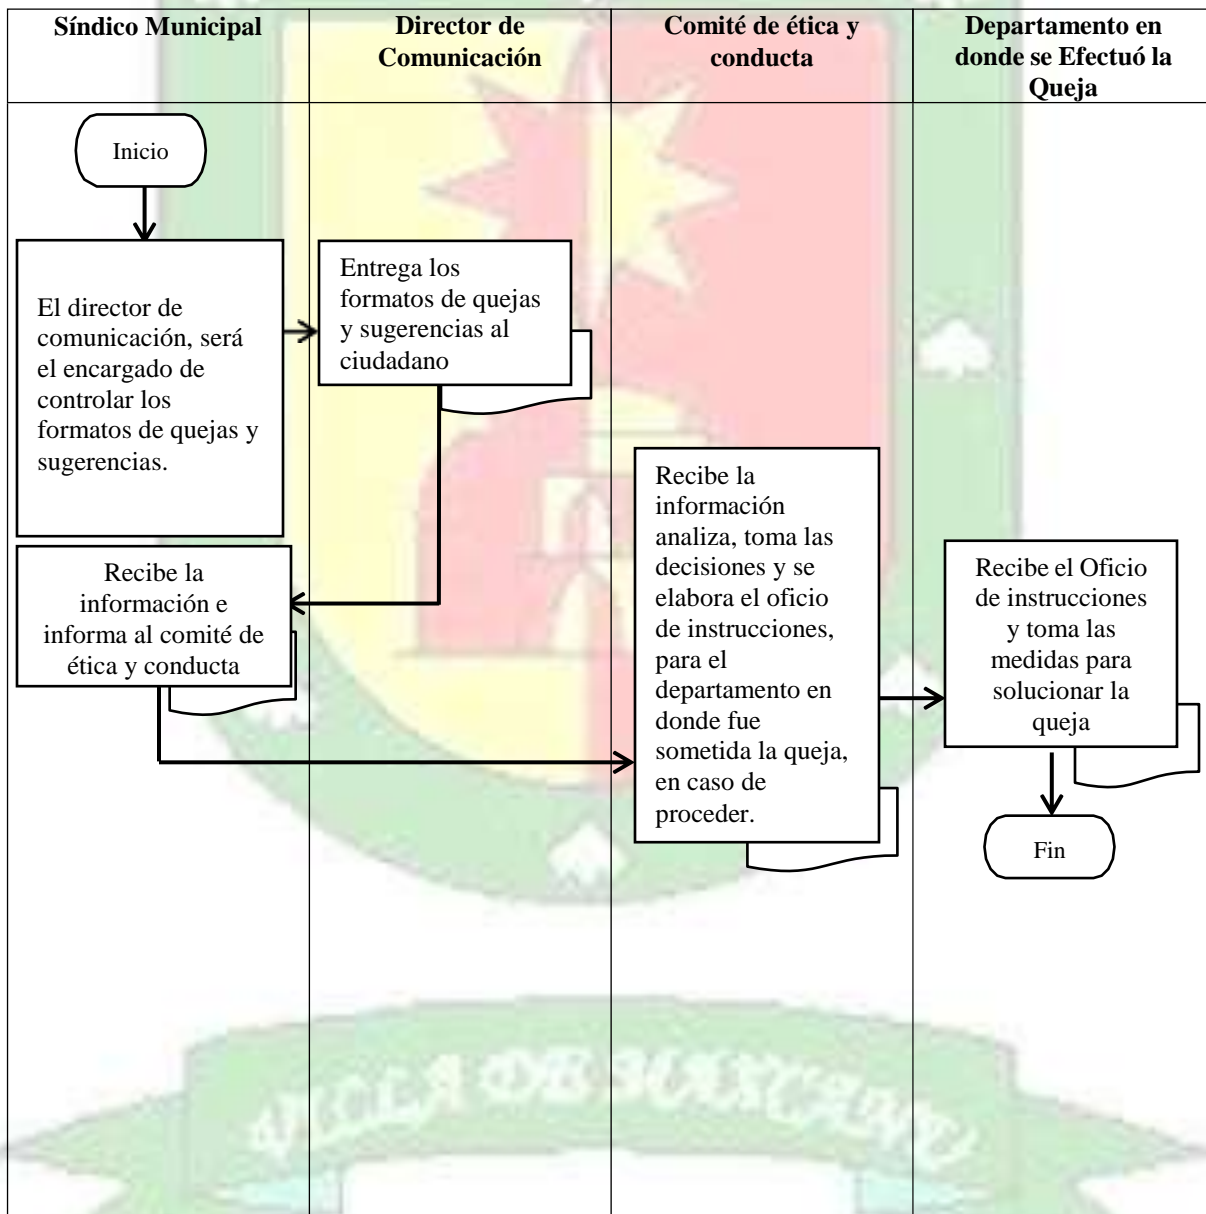 Síndico Municipal
Director de
Comunicación
Comité de ética y
conducta
Departamento en
donde se Efectuó la
Queja
Inicio
El director de
comunicación, será
el encargado de
controlar los
formatos de quejas y
sugerencias.
Entrega los
formatos de quejas
y sugerencias al
ciudadano
Recibe la
información e
informa al comité de
ética y conducta
Recibe la
información
analiza, toma las
decisiones y se
elabora el oficio
de instrucciones,
para el
departamento en
donde fue
sometida la queja,
en caso de
proceder.
Recibe el Oficio
de instrucciones
y toma las
medidas para
solucionar la
queja
Fin
VILLA DE MAXCANU